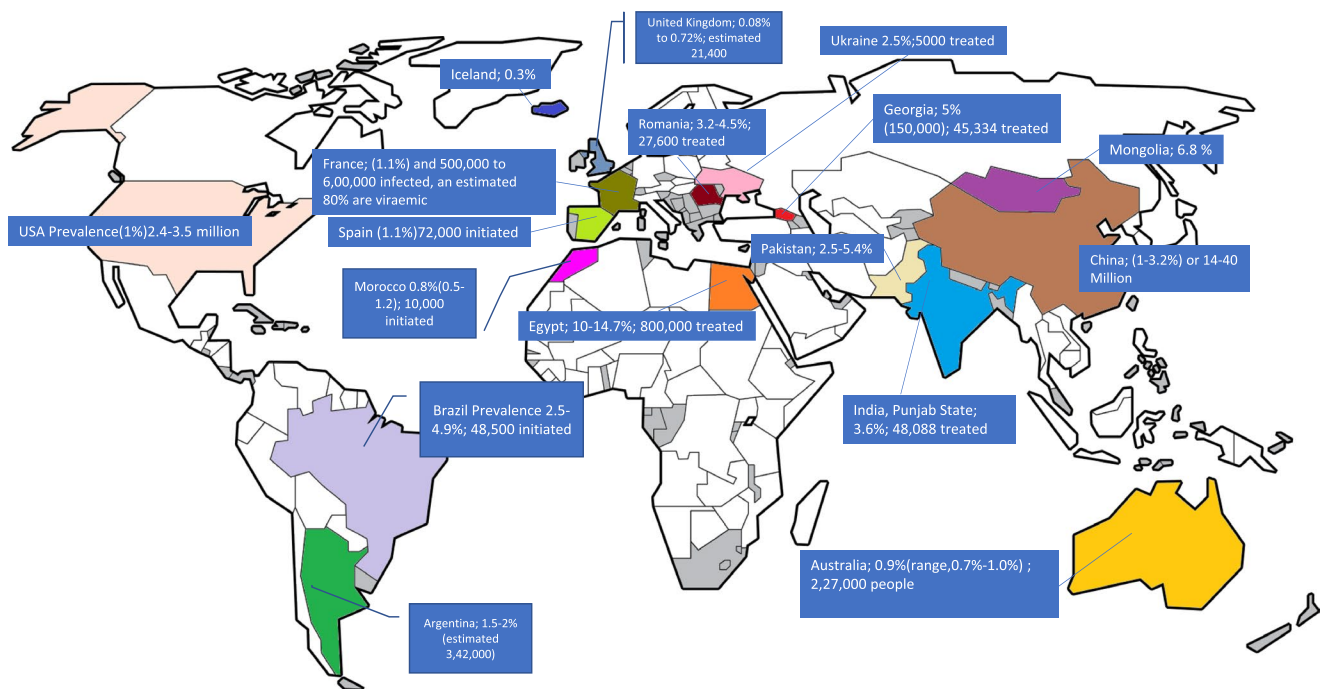 United Kingdom; 0.08%
to 0.72%; estimated
21,400
Ukraine 2.5%;5000 treated
Iceland; 0.3%
Georgia; 5%
(150,000); 45,334 treated
Romania; 3.2-4.5%;
27,600 treated
Mongolia; 6.8 %
France; (1.1%) and 500,000 to
6,00,000 infected, an estimated
80% are viraemic
USA Prevalence(1%)2.4-3.5 million
Spain (1.1%)72,000 initiated
Pakistan; 2.5-5.4%
China; (1-3.2%) or 14-40
Million
Morocco 0.8%(0.5-
1.2); 10,000
initiated
Egypt; 10-14.7%; 800,000 treated
Brazil Prevalence 2.5-
4.9%; 48,500 initiated
India, Punjab State;
3.6%; 48,088 treated
Australia; 0.9%(range,0.7%-1.0%) ;
2,27,000 people
Argentina; 1.5-2%
(estimated
3,42,000)